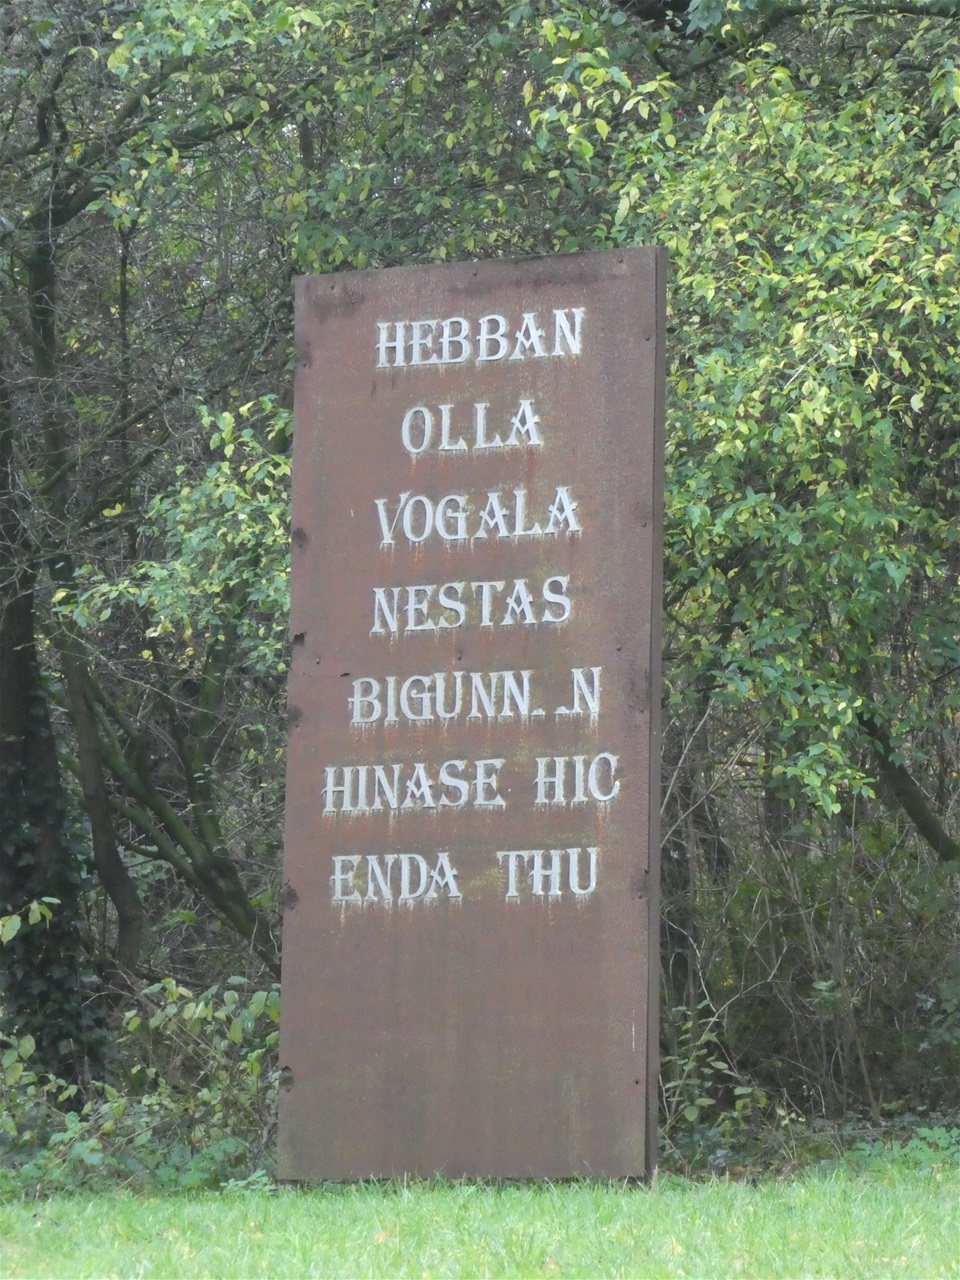 HEBBAN
OLLA
VOGALA
NESTAS
BIGUNN N
HINASE HIC
ENDA THU